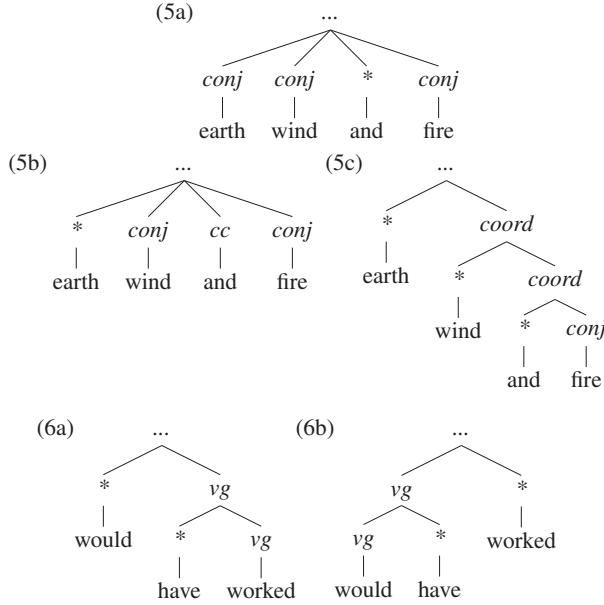 (5a) ...
conj conj * conj
earth wind and fire
(5b) ...
* conj cc conj
earth wind and fire
(5c) ...
* coord
earth * coord
wind * conj
and fire
(6a) ...
* vg
would * vg
have worked
(6b) ...
vg *
vg * worked
would have